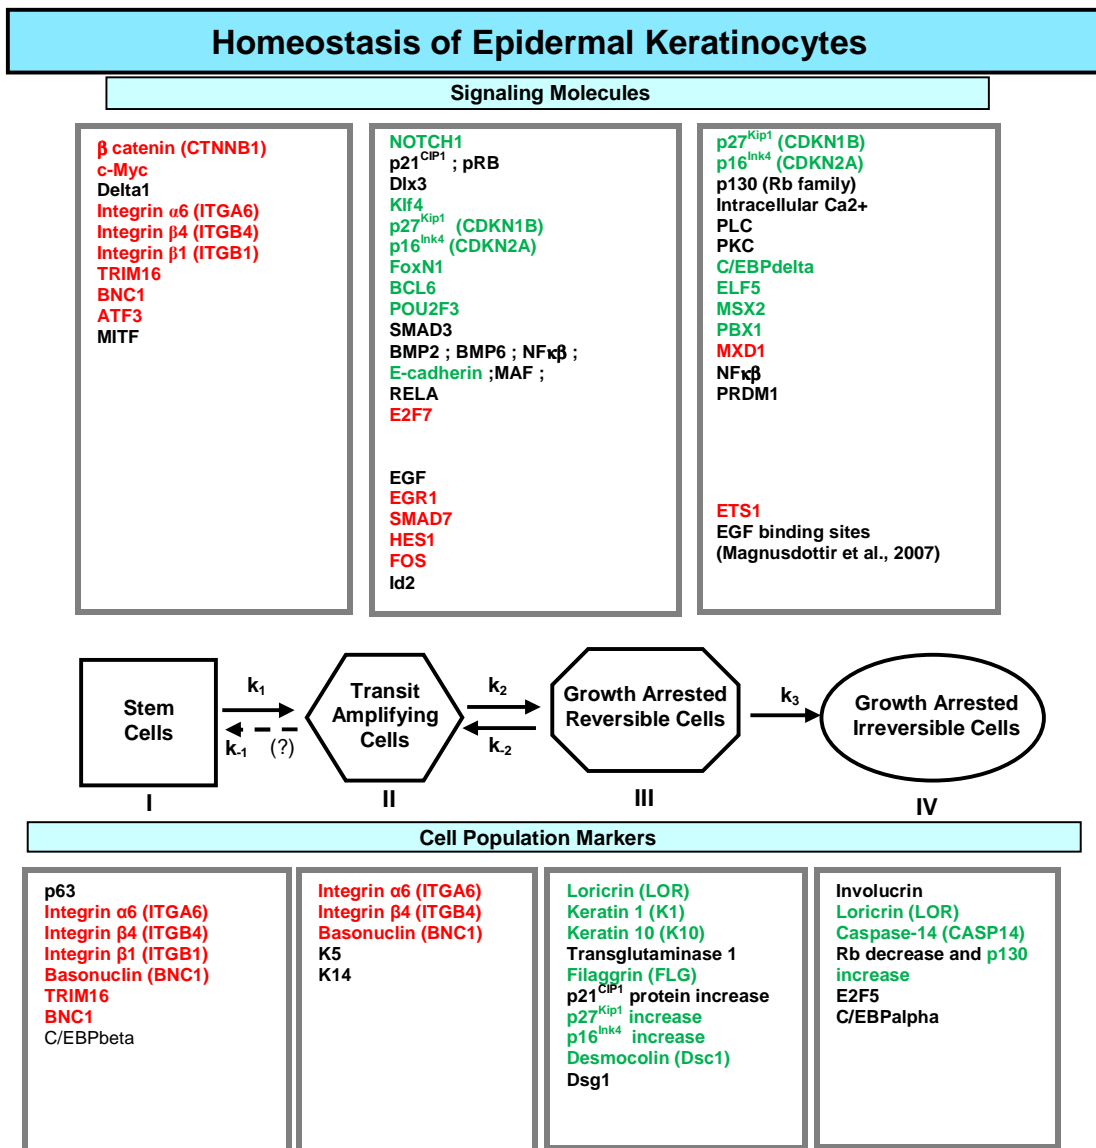 Homeostasis of Epidermal Keratinocytes
Signaling Molecules
β catenin (CTNNB1)
c-Myc
Delta1
Integrin α6 (ITGA6)
Integrin β4 (ITGB4)
Integrin β1 (ITGB1)
TRIM16
BNC1
ATF3
MITF
NOTCH1
p21CIP1 ; pRB
Dlx3
Klf4
p27Kip1 (CDKN1B)
p16Ink4 (CDKN2A)
FoxN1
BCL6
POU2F3
SMAD3
BMP2 ; BMP6 ; NFκβ ;
E-cadherin ;MAF ;
RELA
E2F7
EGF
EGR1
SMAD7
HES1
FOS
Id2
p27Kip1 (CDKN1B)
p16Ink4 (CDKN2A)
p130 (Rb family)
Intracellular Ca2+
PLC
PKC
C/EBPdelta
ELF5
MSX2
PBX1
MXD1
NFκβ
PRDM1
ETS1
EGF binding sites
(Magnusdottir et al., 2007)
Stem
Cells
I
k1
k-1 (?)
Transit
Amplifying
Cells
II
k2
k-2
Growth Arrested
Reversible Cells
III
k3
Growth Arrested
Irreversible Cells
IV
Cell Population Markers
p63
Integrin α6 (ITGA6)
Integrin β4 (ITGB4)
Integrin β1 (ITGB1)
Basonuclin (BNC1)
TRIM16
BNC1
C/EBPbeta
Integrin α6 (ITGA6)
Integrin β4 (ITGB4)
Basonuclin (BNC1)
K5
K14
Loricrin (LOR)
Keratin 1 (K1)
Keratin 10 (K10)
Transglutaminase 1
Filaggrin (FLG)
p21CIP1 protein increase
p27Kip1 increase
p16Ink4 increase
Desmocolin (Dsc1)
Dsg1
Involucrin
Loricrin (LOR)
Caspase-14 (CASP14)
Rb decrease and p130
increase
E2F5
C/EBPalpha